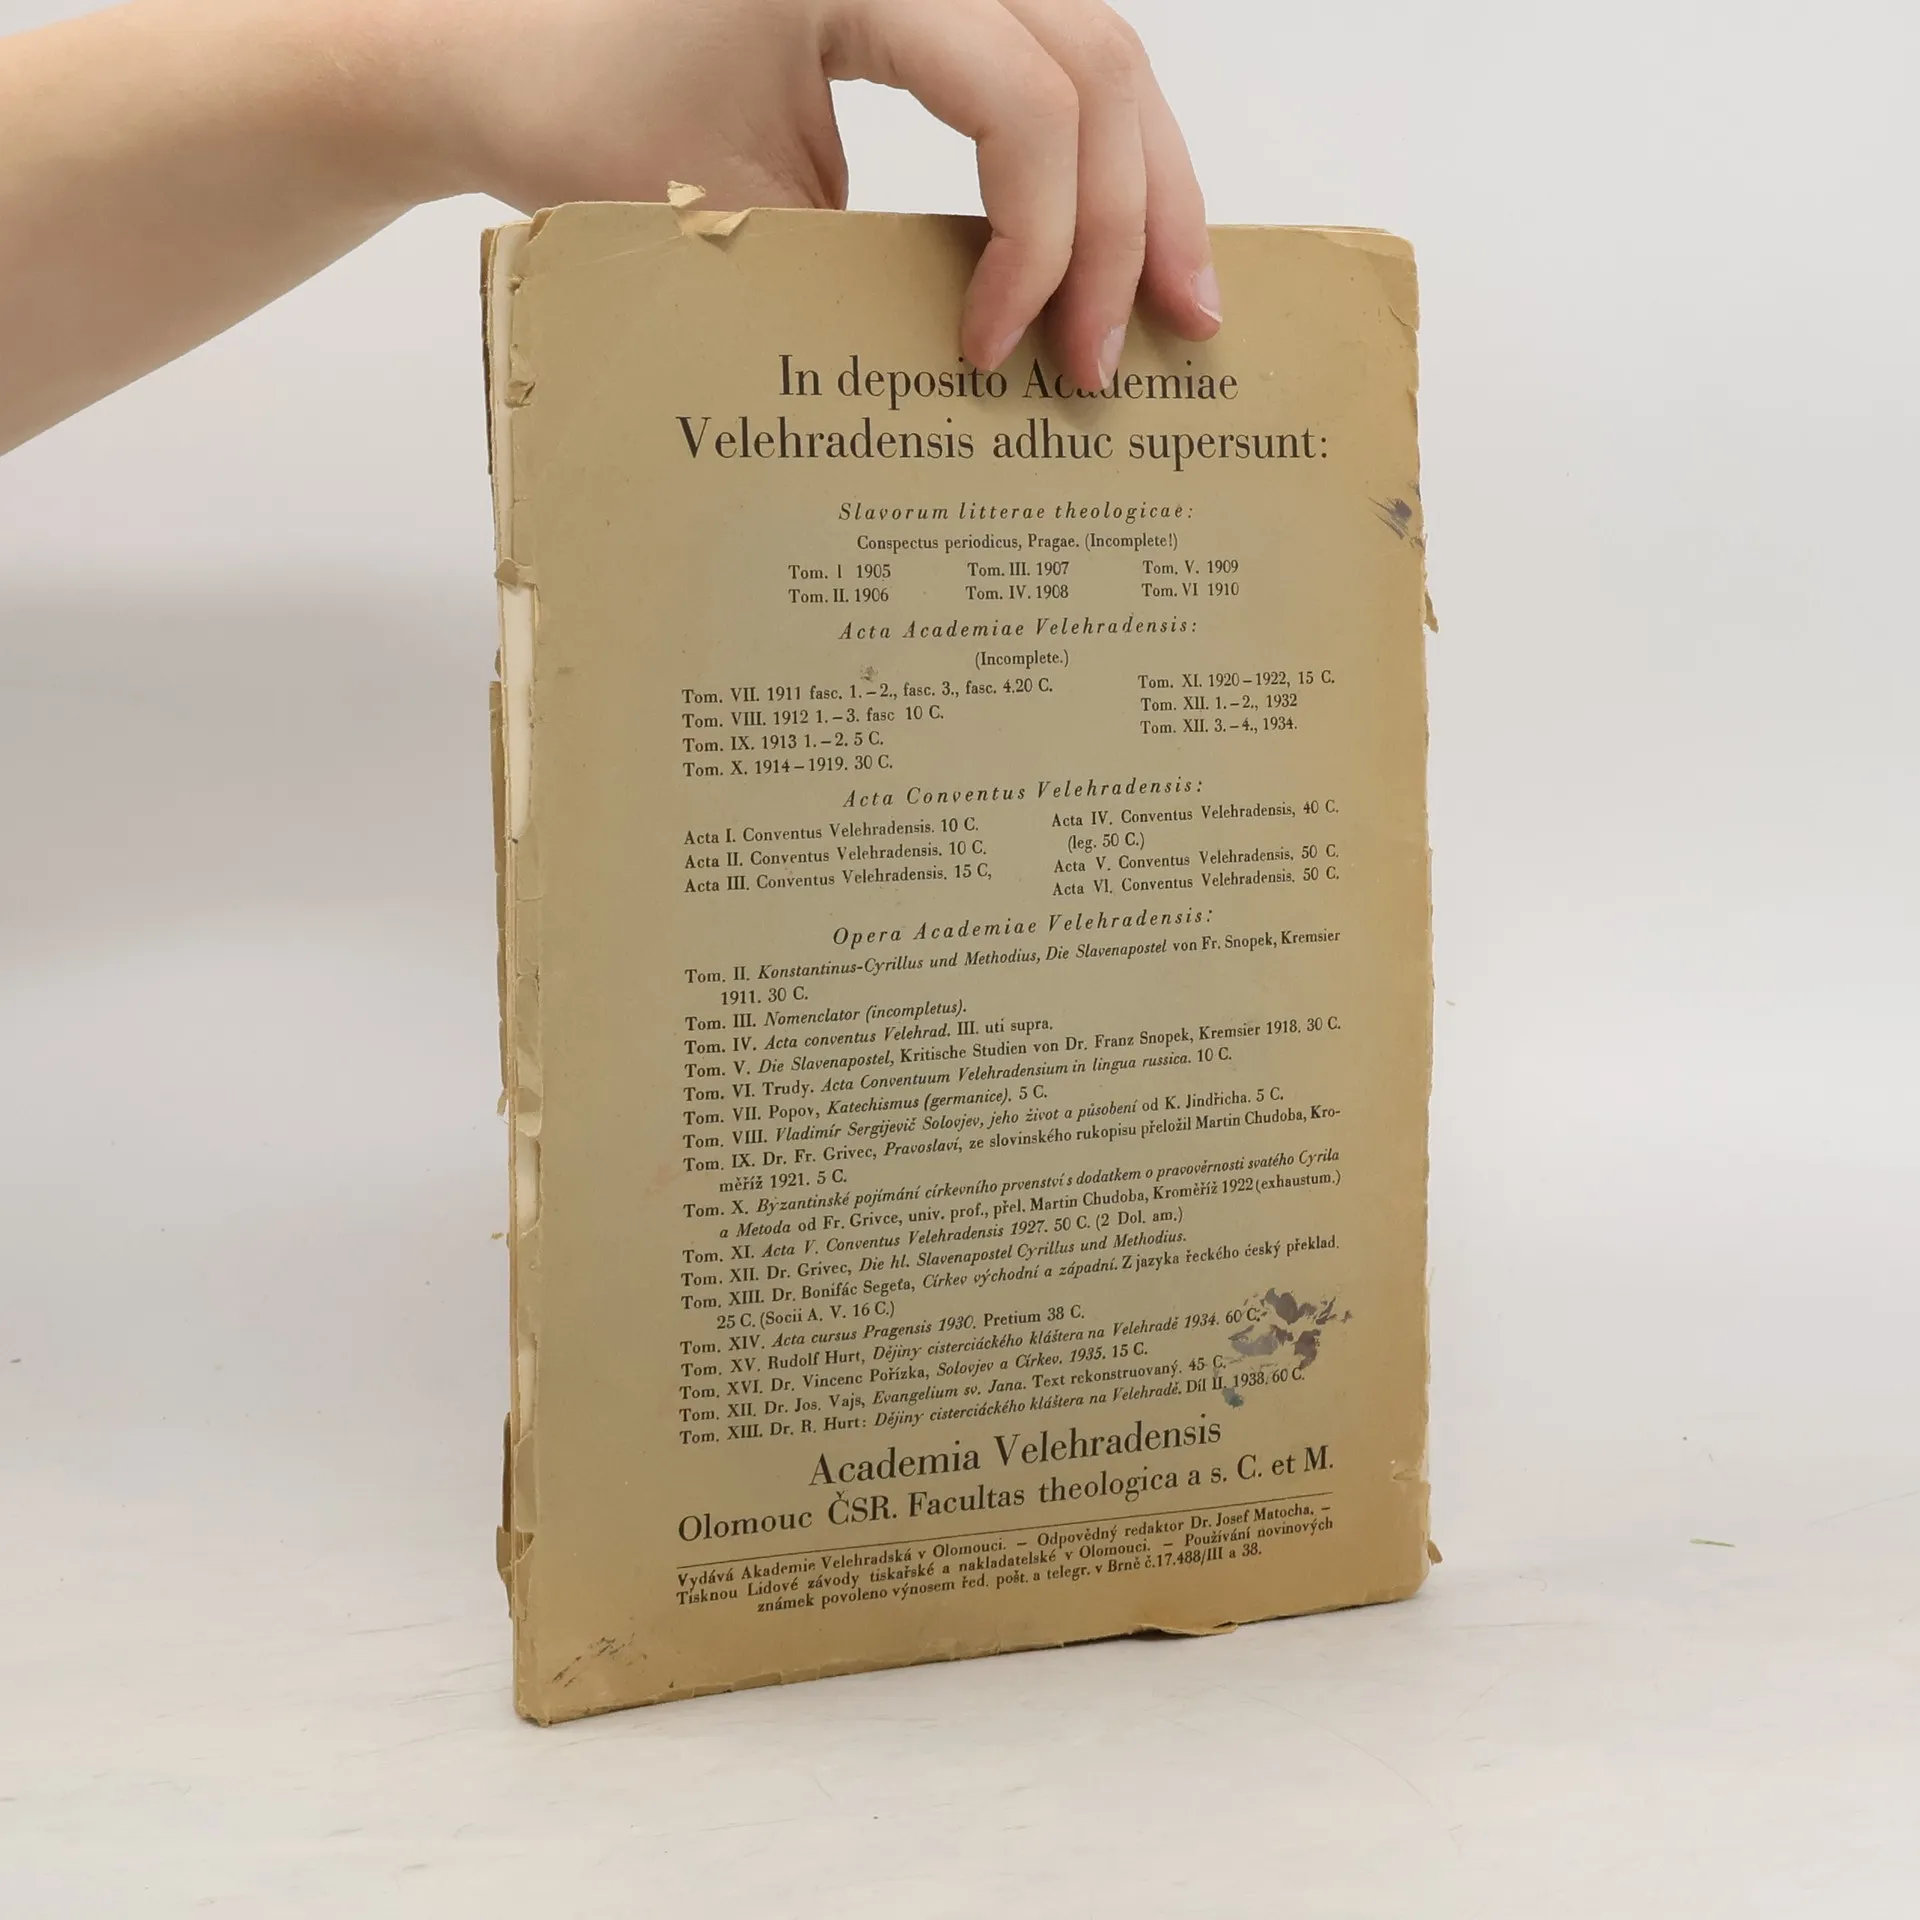 In deposito Academiae
Velehradensis adhuc supersunt:
Slavorum litterae theologicae:
Conspectus periodicus, Pragae. (Incomplete!)
Tom. I 1905 Tom. III. 1907 Tom. V. 1909
Tom. II. 1906 Tom. IV. 1908 Tom. VI 1910
Acta Academiae Velehradensis:
(Incomplete.)
Tom. VII. 1911 fasc. 1.–2., fasc. 3., fasc. 4.20 C. Tom. XI. 1920–1922, 15 C.
Tom. VIII. 1912 1.–3. fasc 10 C. Tom. XII. 1.–2., 1932
Tom. IX. 1913 1.–2. 5 C. Tom. XII. 3.–4., 1934.
Tom. X. 1914–1919. 30 C.
Acta Conventus Velehradensis:
Acta I. Conventus Velehradensis. 10 C. Acta IV. Conventus Velehradensis, 40 C.
(leg. 50 C.)
Acta II. Conventus Velehradensis. 10 C. Acta V. Conventus Velehradensis. 50 C.
Acta III. Conventus Velehradensis. 15 C, Acta VI. Conventus Velehradensis. 50 C.
Opera Academiae Velehradensis:
Tom. II. Konstantinus-Cyrillus und Methodius, Die Slavenapostel von Fr. Snopek, Kremsier
1911. 30 C.
Tom. III. Nomenclator (incompletus).
Tom. IV. Acta conventus Velehrad. III. uti supra.
Tom. V. Die Slavenapostel, Kritische Studien von Dr. Franz Snopek, Kremsier 1918. 30 C.
Tom. VI. Trudy. Acta Conventuum Velehradensium in lingua russica. 10 C.
Tom. VII. Popov, Katechismus (germanice). 5 C.
Tom. VIII. Vladimír Sergijevič Solovjev, jeho život a působení od K. Jindřicha. 5 C.
Tom. IX. Dr. Fr. Grivec, Pravoslaví, ze slovinského rukopisu přeložil Martin Chudoba, Kro-
měříž 1921. 5 C.
Tom. X. Byzantinské pojímání církevního prvenství s dodatkem o pravověrnosti svatého Cyrila
a Metoda od Fr. Grivce, univ. prof., přel. Martin Chudoba, Kroměříž 1922 (exhaustum.)
Tom. XI. Acta V. Conventus Velehradensis 1927. 50 C. (2 Dol. am.)
Tom. XII. Dr. Grivec, Die hl. Slavenapostel Cyrillus und Methodius.
Tom. XIII. Dr. Bonifác Segeťa, Církev východní a západní. Z jazyka řeckého český překlad.
25 C. (Socii A. V. 16 C.)
Tom. XIV. Acta cursus Pragensis 1930. Pretium 38 C.
Tom. XV. Rudolf Hurt, Dějiny cisterciáckého kláštera na Velehradě 1934. 60 C.
Tom. XVI. Dr. Vincenc Pořízka, Solovjev a Církev. 1935. 15 C.
Tom. XII. Dr. Jos. Vajs, Evangelium sv. Jana. Text rekonstruovaný. 45 C.
Tom. XIII. Dr. R. Hurt: Dějiny cisterciáckého kláštera na Velehradě. Díl II. 1938. 60 C.
Academia Velehradensis
Olomouc ČSR. Facultas theologica a s. C. et M.
Vydává Akademie Velehradská v Olomouci. – Odpovědný redaktor Dr. Josef Matocha. –
Tisknou Lidové závody tiskařské a nakladatelské v Olomouci. – Používání novinových
známek povoleno výnosem řed. pošt. a telegr. v Brně č.17.488/III a 38.